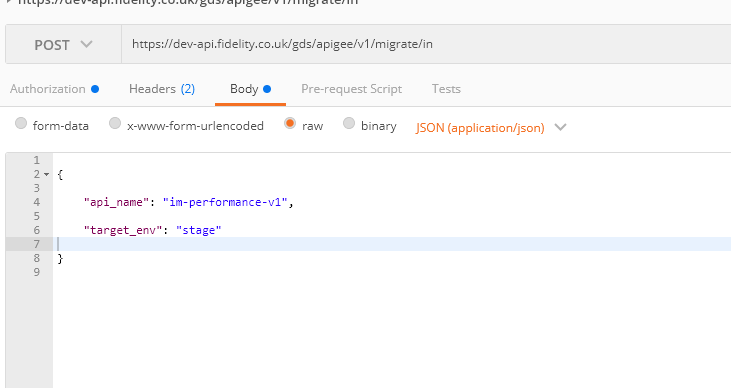 https://dev-api.fidelity.co.uk/gds/apigee/v1/migrate/in
POST https://dev-api.fidelity.co.uk/gds/apigee/v1/migrate/in
Authorization Headers (2) Body Pre-request Script Tests
form-data x-www-form-urlencoded raw binary JSON (application/json)
1
2 {
3
4 "api_name": "im-performance-v1",
5
6 "target_env": "stage"
7
8 }
9